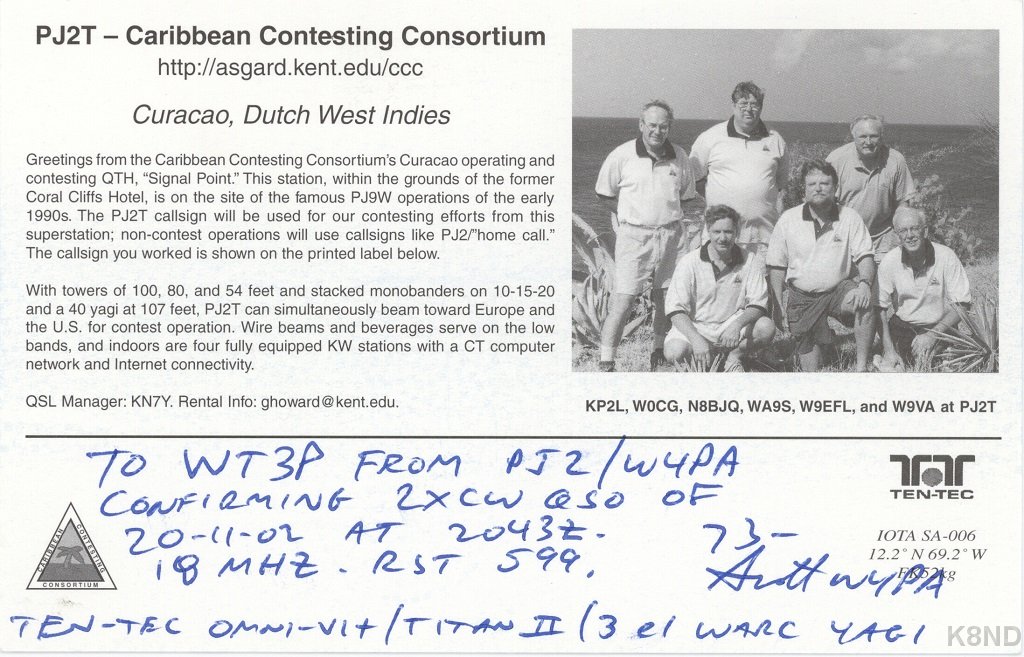 PJ2T – Caribbean Contesting Consortium
http://asgard.kent.edu/ccc
Curacao, Dutch West Indies
Greetings from the Caribbean Contesting Consortium's Curacao operating and
contesting QTH, “Signal Point.” This station, within the grounds of the former
Coral Cliffs Hotel, is on the site of the famous PJ9W operations of the early
1990s. The PJ2T callsign will be used for our contesting efforts from this
superstation; non-contest operations will use callsigns like PJ2/”home call.”
The callsign you worked is shown on the printed label below.
With towers of 100, 80, and 54 feet and stacked monobanders on 10-15-20
and a 40 yagi at 107 feet, PJ2T can simultaneously beam toward Europe and
the U.S. for contest operation. Wire beams and beverages serve on the low
bands, and indoors are four fully equipped KW stations with a CT computer
network and Internet connectivity.
QSL Manager: KN7Y. Rental Info: ghoward@kent.edu.
KP2L, W0CG, N8BJQ, WA9S, W9EFL, and W9VA at PJ2T
TO WT3P FROM PJ2/W4PA
CONFIRMING 2XCW QSO OF
20-11-02 AT 2043Z.
18 MHZ. RST 599.
73-
Scott W4PA
TEN-TEC OMNI-VI+/TITAN II/3 el WARC YAGI
CARIBBEAN CONTESTING
CONSORTIUM
TEN-TEC
IOTA SA-006
12.2° N 69.2° W
FK52kg
K8ND